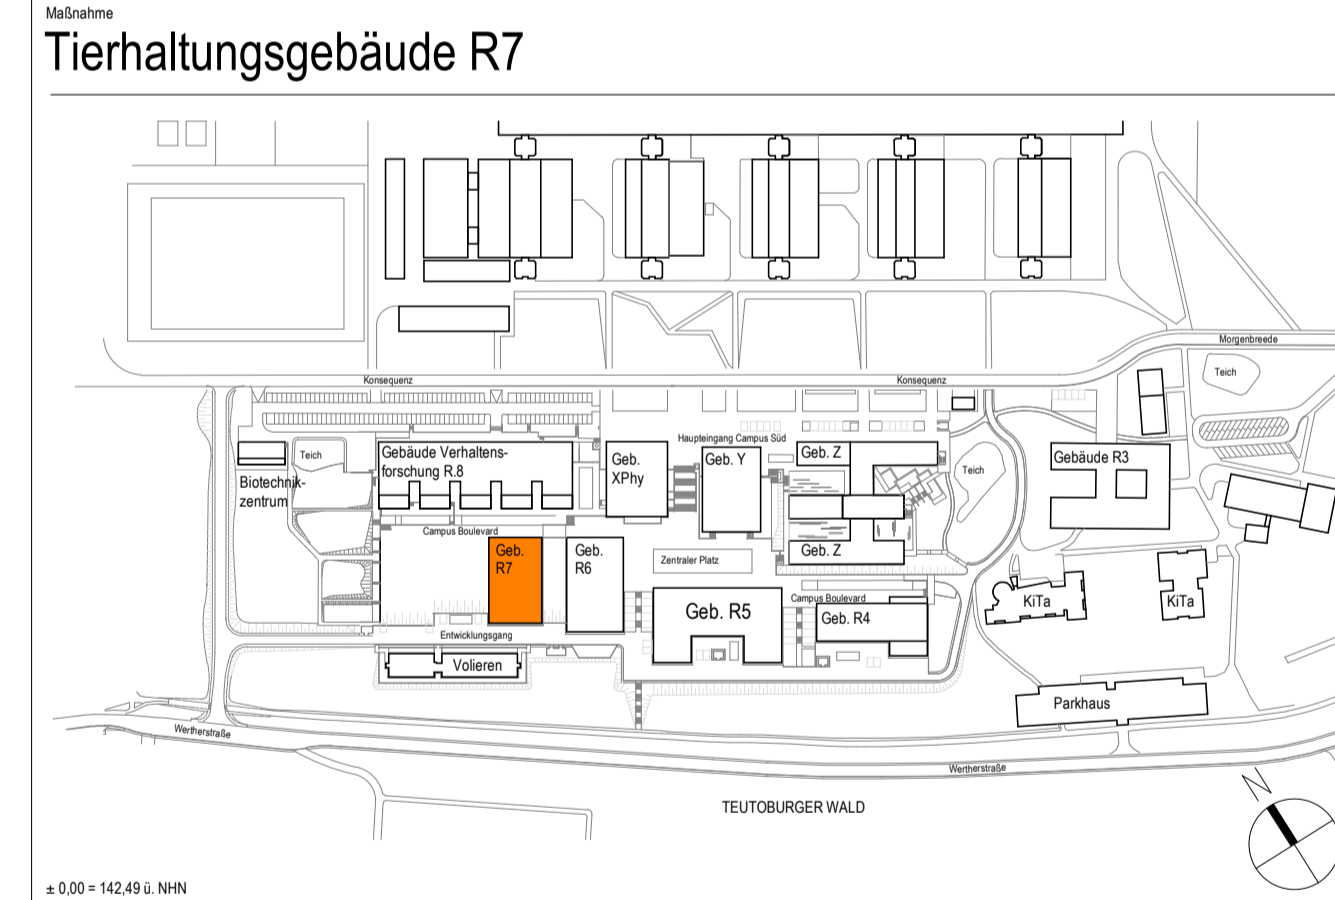 Maßnahme
Tierhaltungsgebäude R7
Morgenbreede
Konsequenz
Konsequenz
Teich
Haupteingang Campus Süd
Teich
Gebäude Verhaltens-
forschung R.8
Geb.
XPhy
Geb. Y
Geb. Z
Teich
Gebäude R3
Biotechnik-
zentrum
Campus Boulevard
Geb.
R7
Geb.
R6
Zentraler Platz
Geb. Z
Campus Boulevard
KiTa
KiTa
Geb. R5
Geb. R4
Entwicklungsgang
Volieren
Parkhaus
Wertherstraße
Wertherstraße
N
TEUTOBURGER WALD
± 0,00 = 142,49 ü. NHN